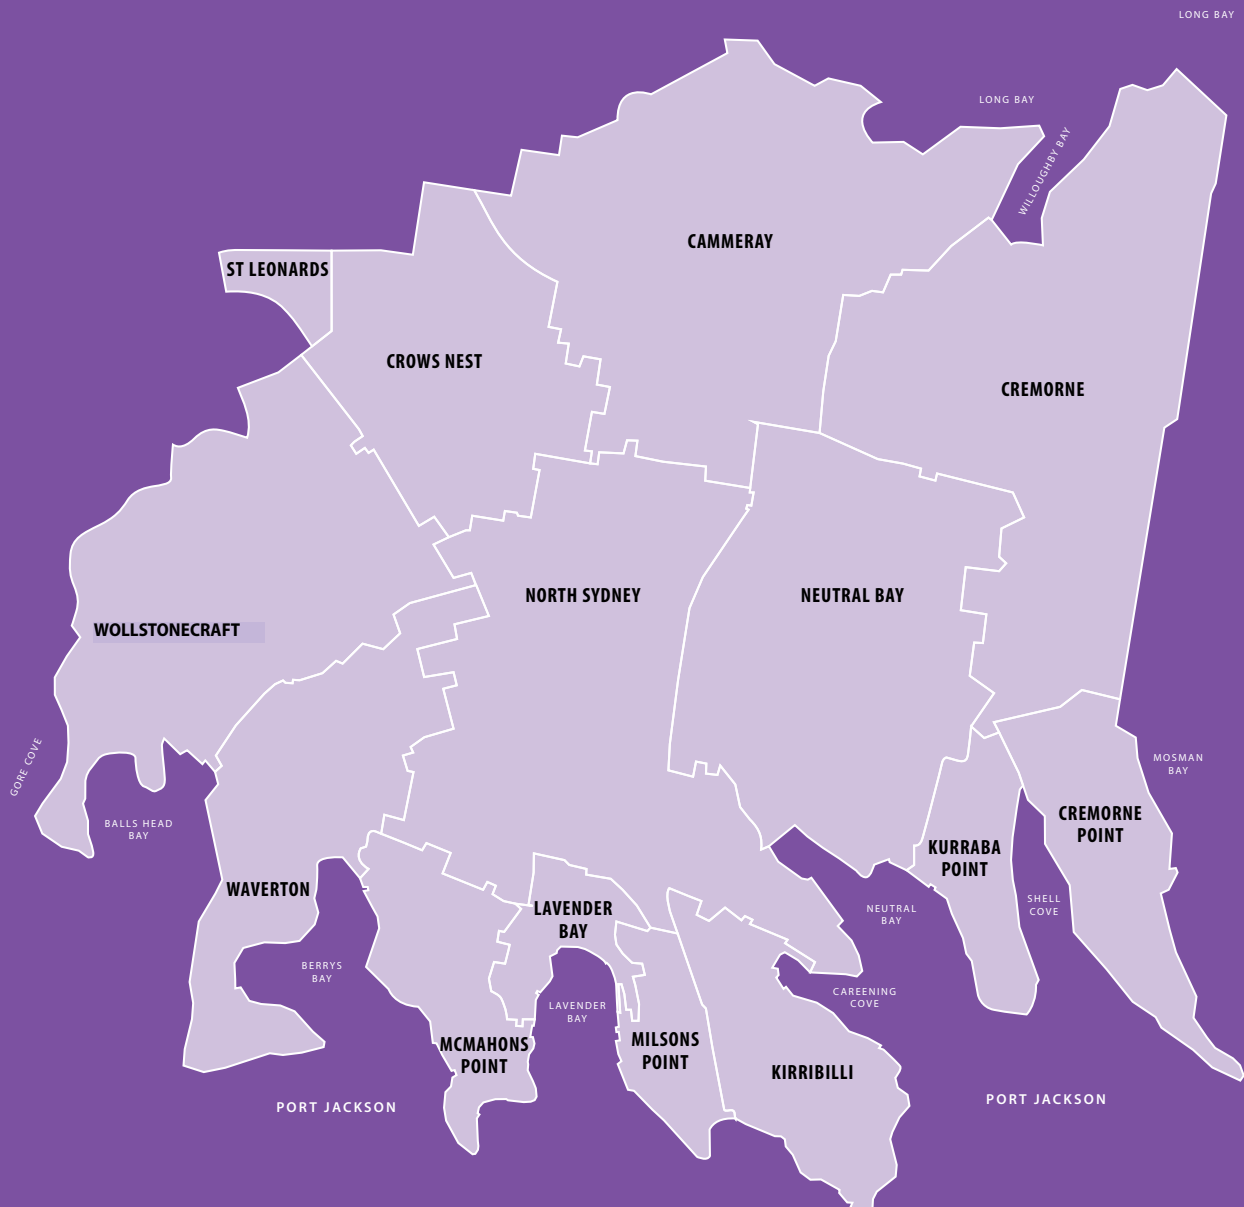 LONG BAY
LONG BAY
WILLOUGHBY BAY
CAMMERAY
ST LEONARDS
CROWS NEST
CREMORNE
NORTH SYDNEY
NEUTRAL BAY
WOLLSTONECRAFT
GORE COVE
MOSMAN
BAY
BALLS HEAD
BAY
CREMORNE
POINT
KURRABA
POINT
WAVERTON
LAVENDER
BAY
SHELL
COVE
NEUTRAL
BAY
BERRYS
BAY
CAREENING
COVE
LAVENDER
BAY
MCMAHONS
POINT
MILSONS
POINT
KIRRIBILLI
PORT JACKSON
PORT JACKSON